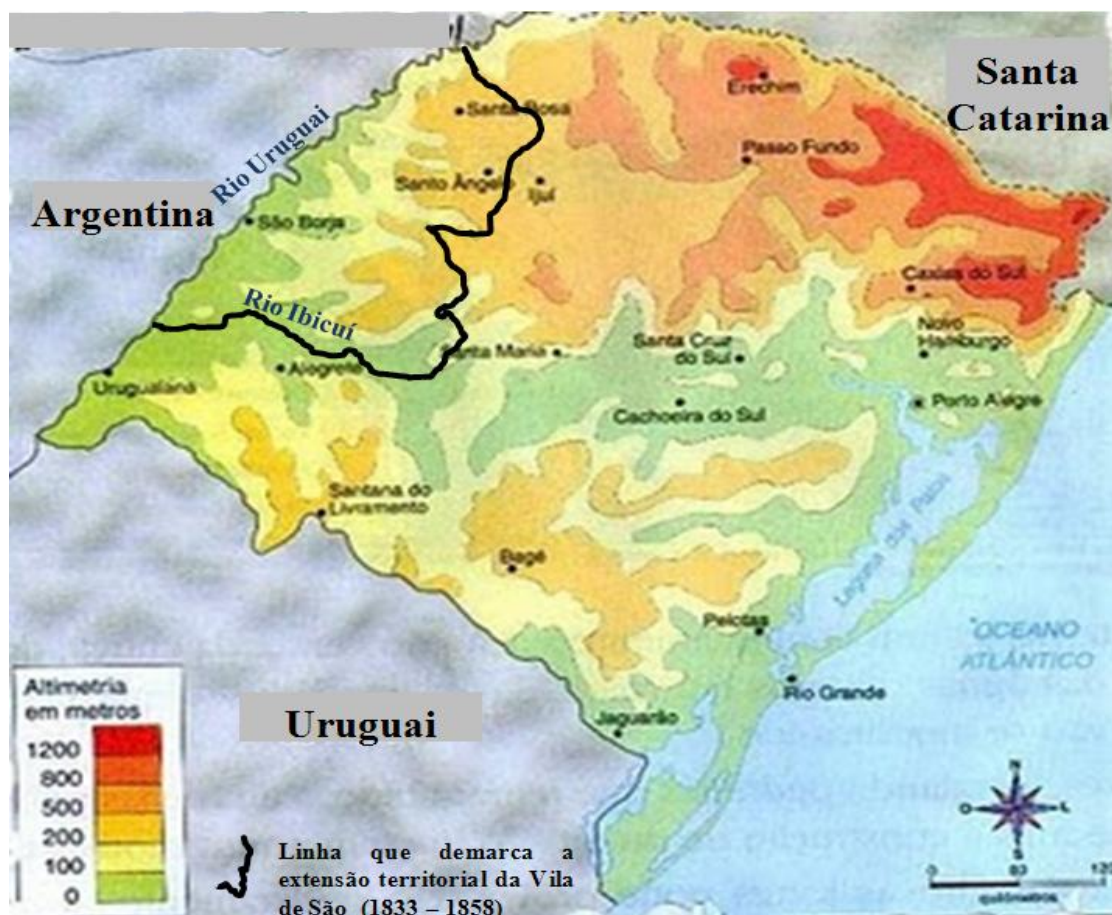 Santa
Catarina
Erechim
Santa Rosa
Passo Fundo
Rio Uruguai
Santo Ângelo
Ijuí
Argentina
São Borja
Caxias do Sul
Rio Ibicuí
Novo
Hamburgo
Santa Maria
Santa Cruz
do Sul
Alegrete
Uruguaiana
Porto Alegre
Cachoeira do Sul
Santana do
Livramento
Bagé
Laguna dos Patos
Pelotas
OCEANO
ATLÂNTICO
Rio Grande
Jaguarão
Uruguai
Altimetria
em metros
1200
800
500
200
100
0
N
O L
S
0
quilômetros
Linha que demarca a
extensão territorial da Vila
de São (1833 – 1858)